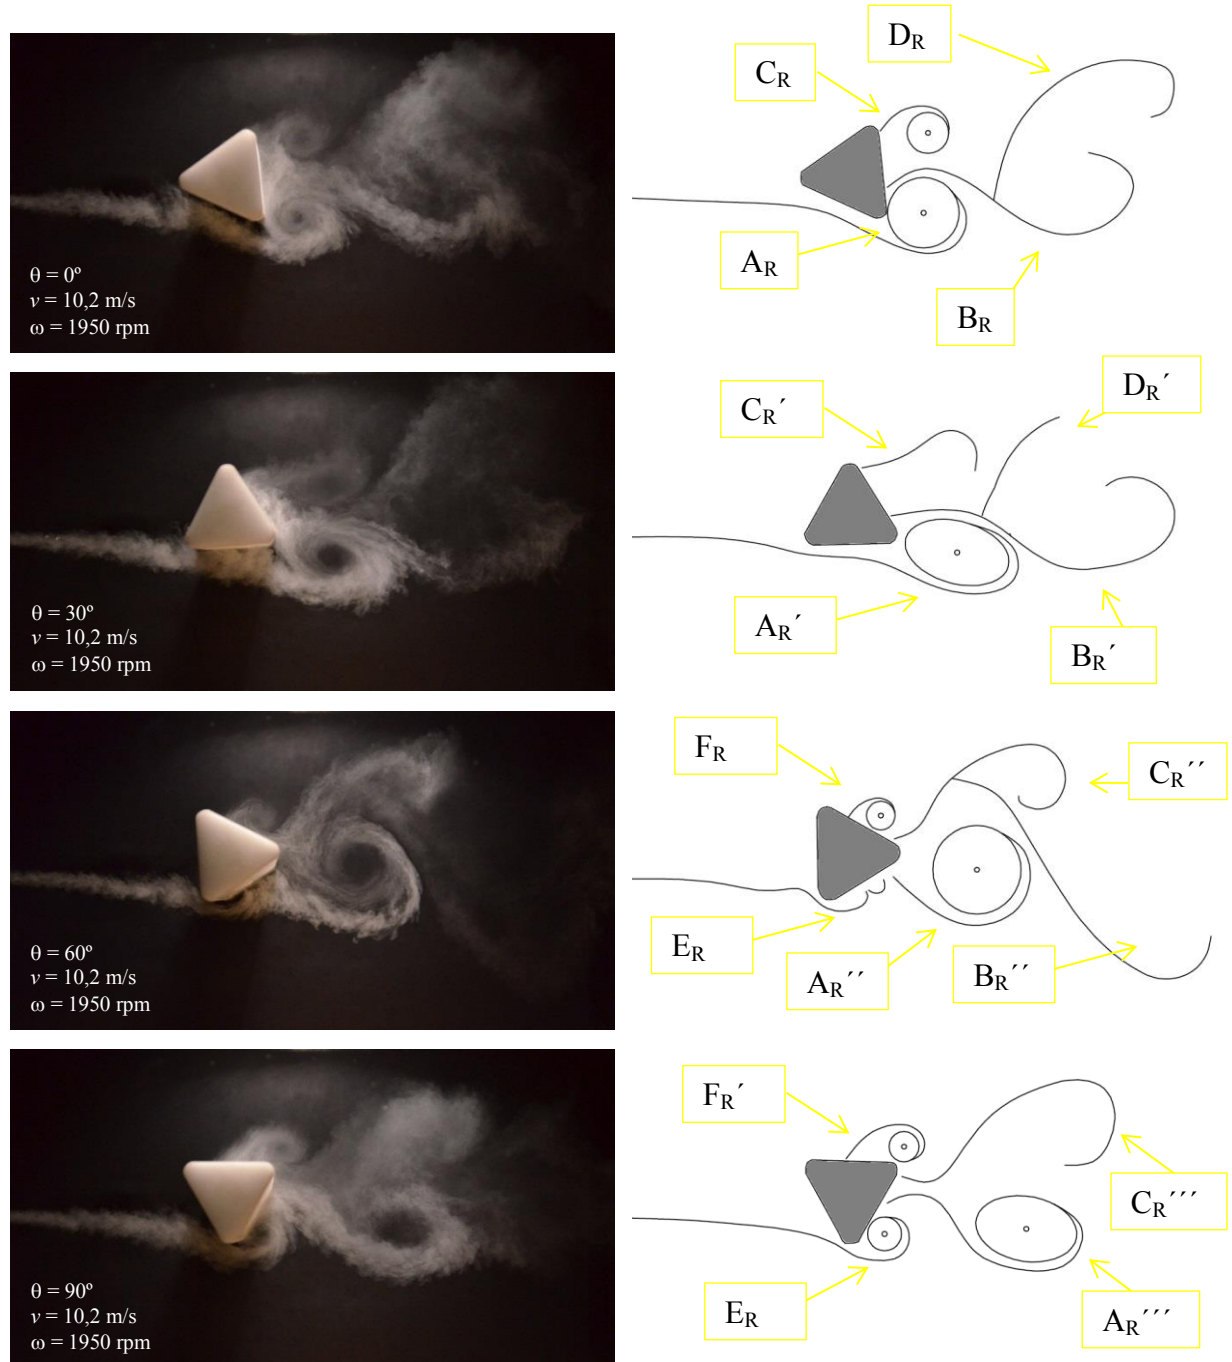 D_R
C_R
A_R
B_R
θ = 0º
v = 10,2 m/s
ω = 1950 rpm
D_R´
C_R´
A_R´
B_R´
θ = 30º
v = 10,2 m/s
ω = 1950 rpm
F_R
C_R´´
E_R
A_R´´
B_R´´
θ = 60º
v = 10,2 m/s
ω = 1950 rpm
F_R´
C_R´´´
E_R
A_R´´´
θ = 90º
v = 10,2 m/s
ω = 1950 rpm